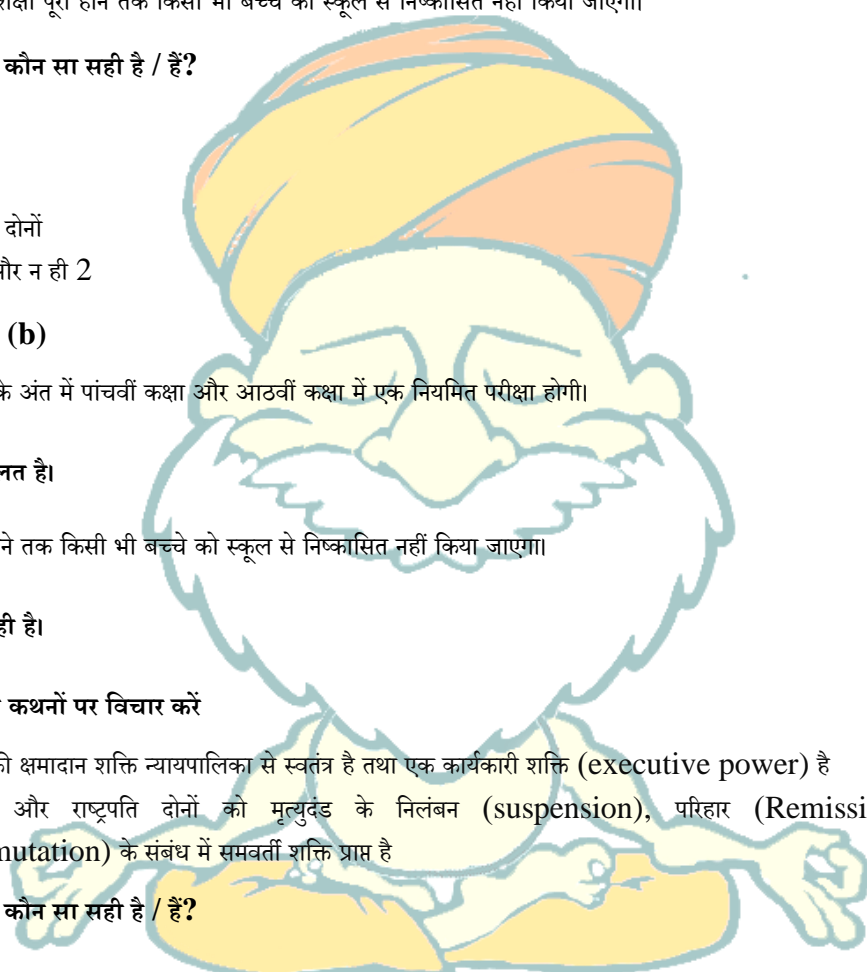 पूरी होने तक किसी भी बच्चे को स्कूल से निष्कासित नहीं किया जाएगा।
कौन सा सही है / हैं?
दोनों
और न ही 2
(b)
के अंत में पांचवीं कक्षा और आठवीं कक्षा में एक नियमित परीक्षा होगी।
है।
तक किसी भी बच्चे को स्कूल से निष्कासित नहीं किया जाएगा।
है।
कथनों पर विचार करें
की क्षमादान शक्ति न्यायपालिका से स्वतंत्र है तथा एक कार्यकारी शक्ति (executive power) है
और राष्ट्रपति दोनों को मृत्युदंड के निलंबन (suspension), परिहार (Remissi
mutation) के संबंध में समवर्ती शक्ति प्राप्त है
कौन सा सही है / हैं?